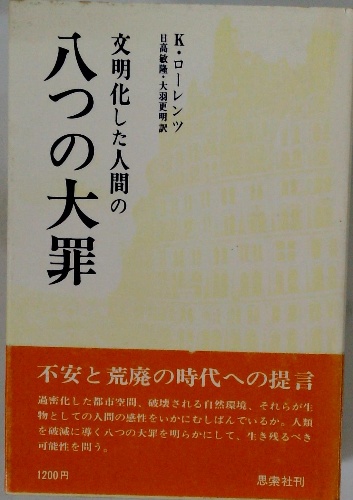 K・ローレンツ
日高敏隆・大羽更明訳
文明化した人間の
八つの大罪
不安と荒廃の時代への提言
過密化した都市空間、破壊される自然環境、それらが生
物としての人間の感性をいかにむしばんでいるか。人類
を破滅に導く八つの大罪を明らかにして、生き残るべき
可能性を問う。
1200円
思索社刊